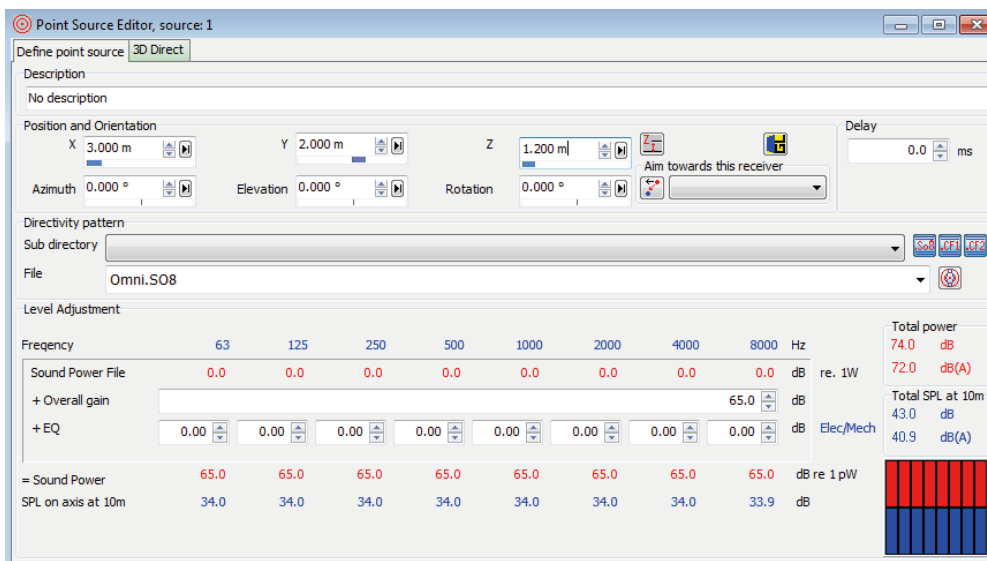 Point Source Editor, source: 1
Define point source 3D Direct
Description
No description
Position and Orientation Delay
X 3.000 m Y 2.000 m Z 1.200 m 0.0 ms
Aim towards this receiver
Azimuth 0.000 ° Elevation 0.000 ° Rotation 0.000 °
Directivity pattern
Sub directory .So8 .CF1 .CF2
File Omni.SO8
Level Adjustment
Total power
Freqency 63 125 250 500 1000 2000 4000 8000 Hz 74.0 dB
Sound Power File 0.0 0.0 0.0 0.0 0.0 0.0 0.0 0.0 dB re. 1W 72.0 dB(A)
+ Overall gain 65.0 dB Total SPL at 10m
43.0 dB
+ EQ 0.00 0.00 0.00 0.00 0.00 0.00 0.00 0.00 dB Elec/Mech 40.9 dB(A)
= Sound Power 65.0 65.0 65.0 65.0 65.0 65.0 65.0 65.0 dB re 1 pW
SPL on axis at 10m 34.0 34.0 34.0 34.0 34.0 34.0 34.0 33.9 dB